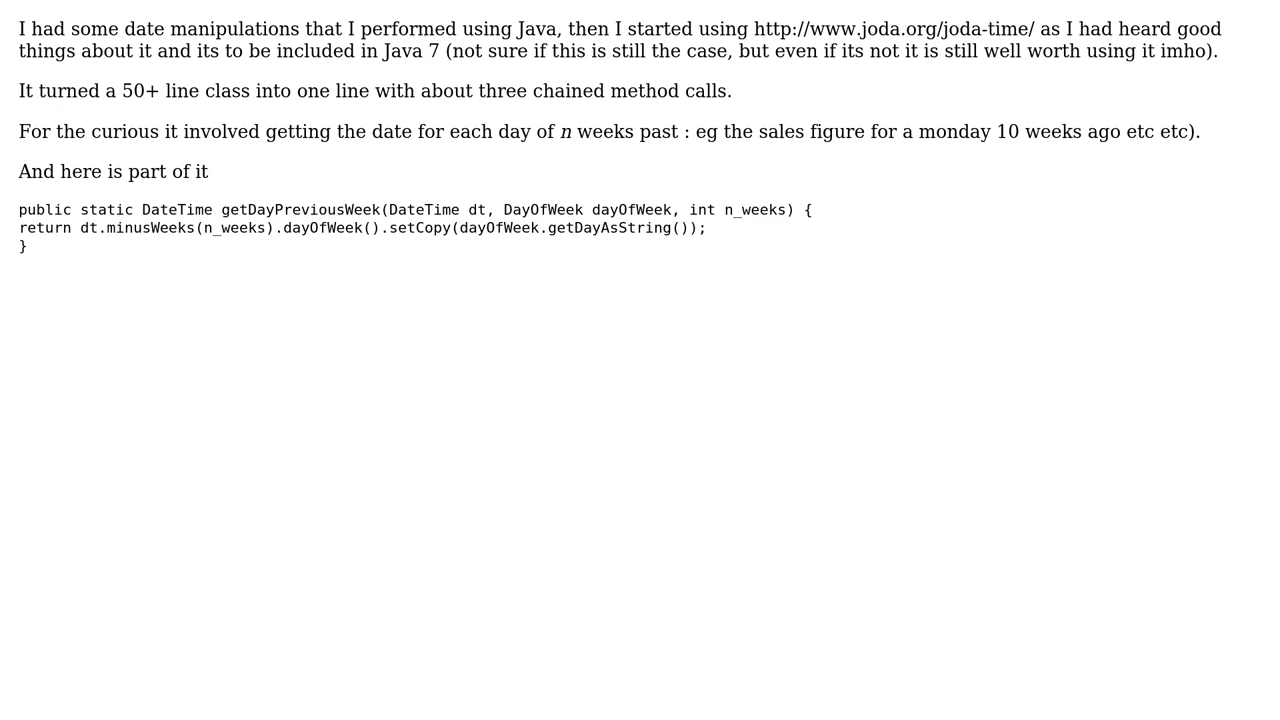 I had some date manipulations that I performed using Java, then I started using http://www.joda.org/joda-time/ as I had heard good
things about it and its to be included in Java 7 (not sure if this is still the case, but even if its not it is still well worth using it imho).
It turned a 50+ line class into one line with about three chained method calls.
For the curious it involved getting the date for each day of n weeks past : eg the sales figure for a monday 10 weeks ago etc etc).
And here is part of it
public static DateTime getDayPreviousWeek(DateTime dt, DayOfWeek dayOfWeek, int n_weeks) {
return dt.minusWeeks(n_weeks).dayOfWeek().setCopy(dayOfWeek.getDayAsString());
}